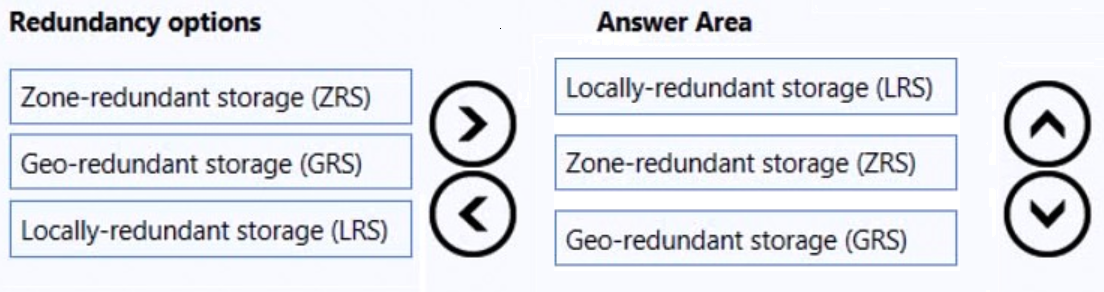 Redundancy options
Zone-redundant storage (ZRS)
Geo-redundant storage (GRS)
Locally-redundant storage (LRS)
Answer Area
Locally-redundant storage (LRS)
Zone-redundant storage (ZRS)
Geo-redundant storage (GRS)